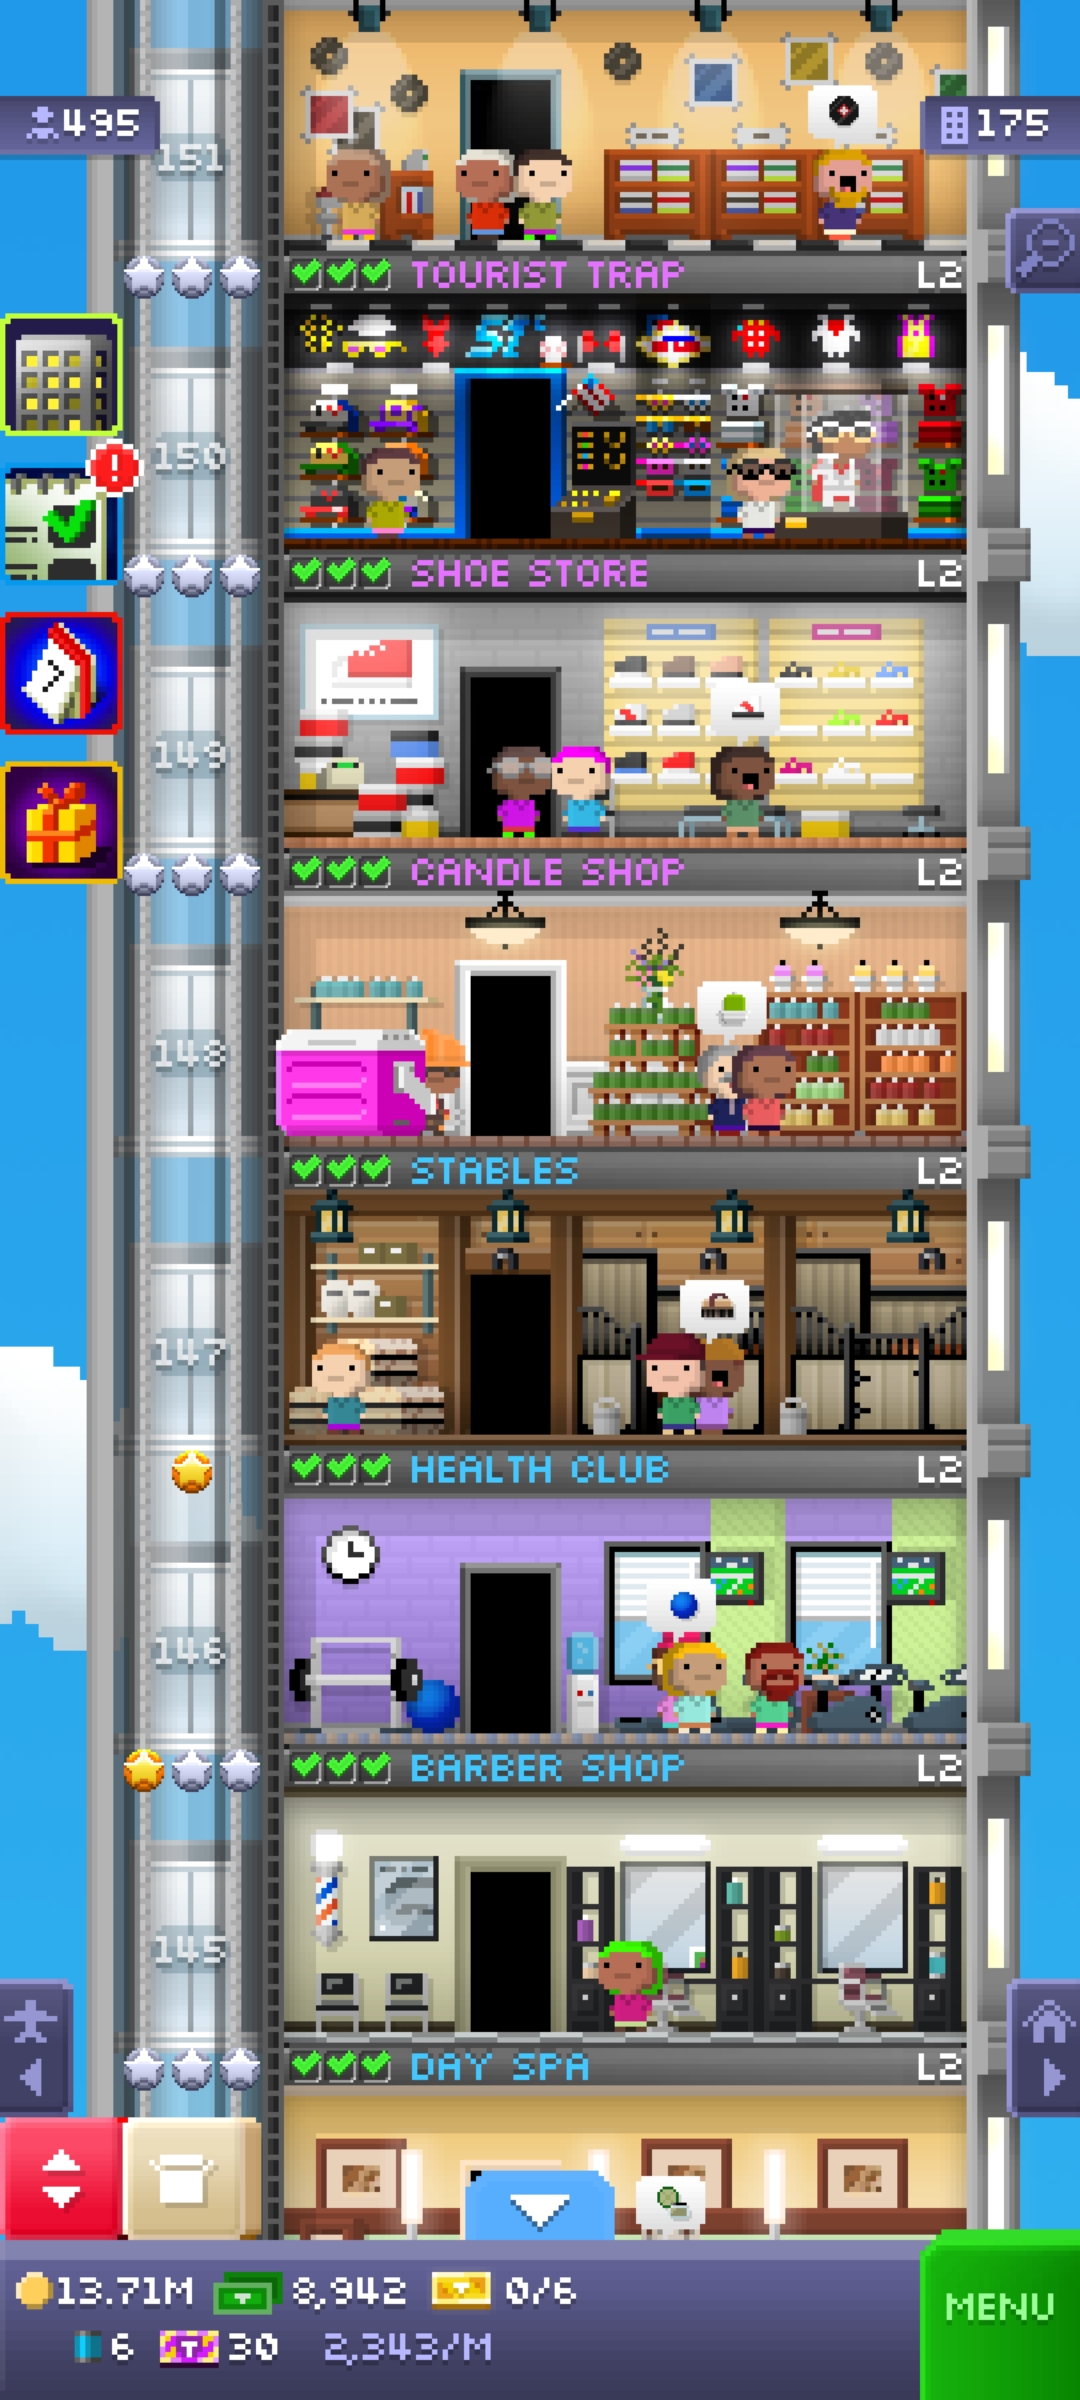 495
175
151
TOURIST TRAP L2
150
SHOE STORE L2
149
CANDLE SHOP L2
148
STABLES L2
147
HEALTH CLUB L2
146
BARBER SHOP L2
145
DAY SPA L2
13.71M 8,942 0/6
MENU
6 30 2,343/M